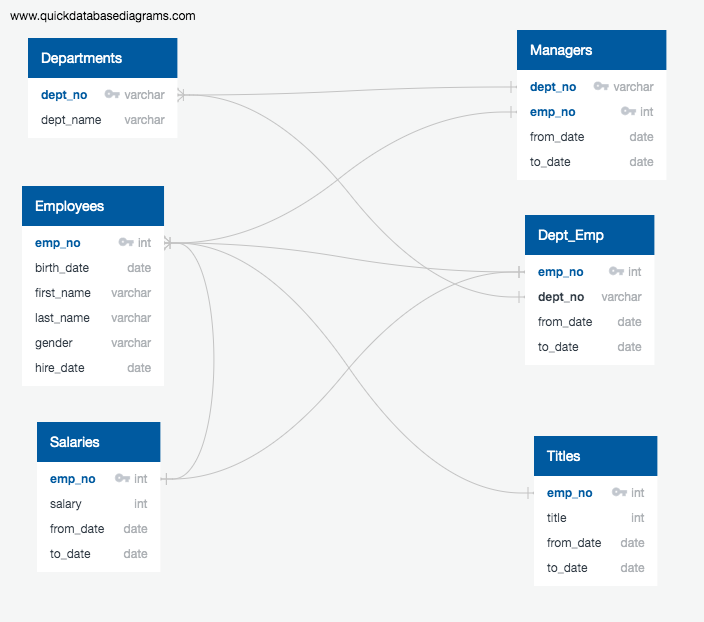 www.quickdatabasediagrams.com
Departments
dept_no varchar
dept_name varchar
Employees
emp_no int
birth_date date
first_name varchar
last_name varchar
gender varchar
hire_date date
Salaries
emp_no int
salary int
from_date date
to_date date
Managers
dept_no varchar
emp_no int
from_date date
to_date date
Dept_Emp
emp_no int
dept_no varchar
from_date date
to_date date
Titles
emp_no int
title int
from_date date
to_date date